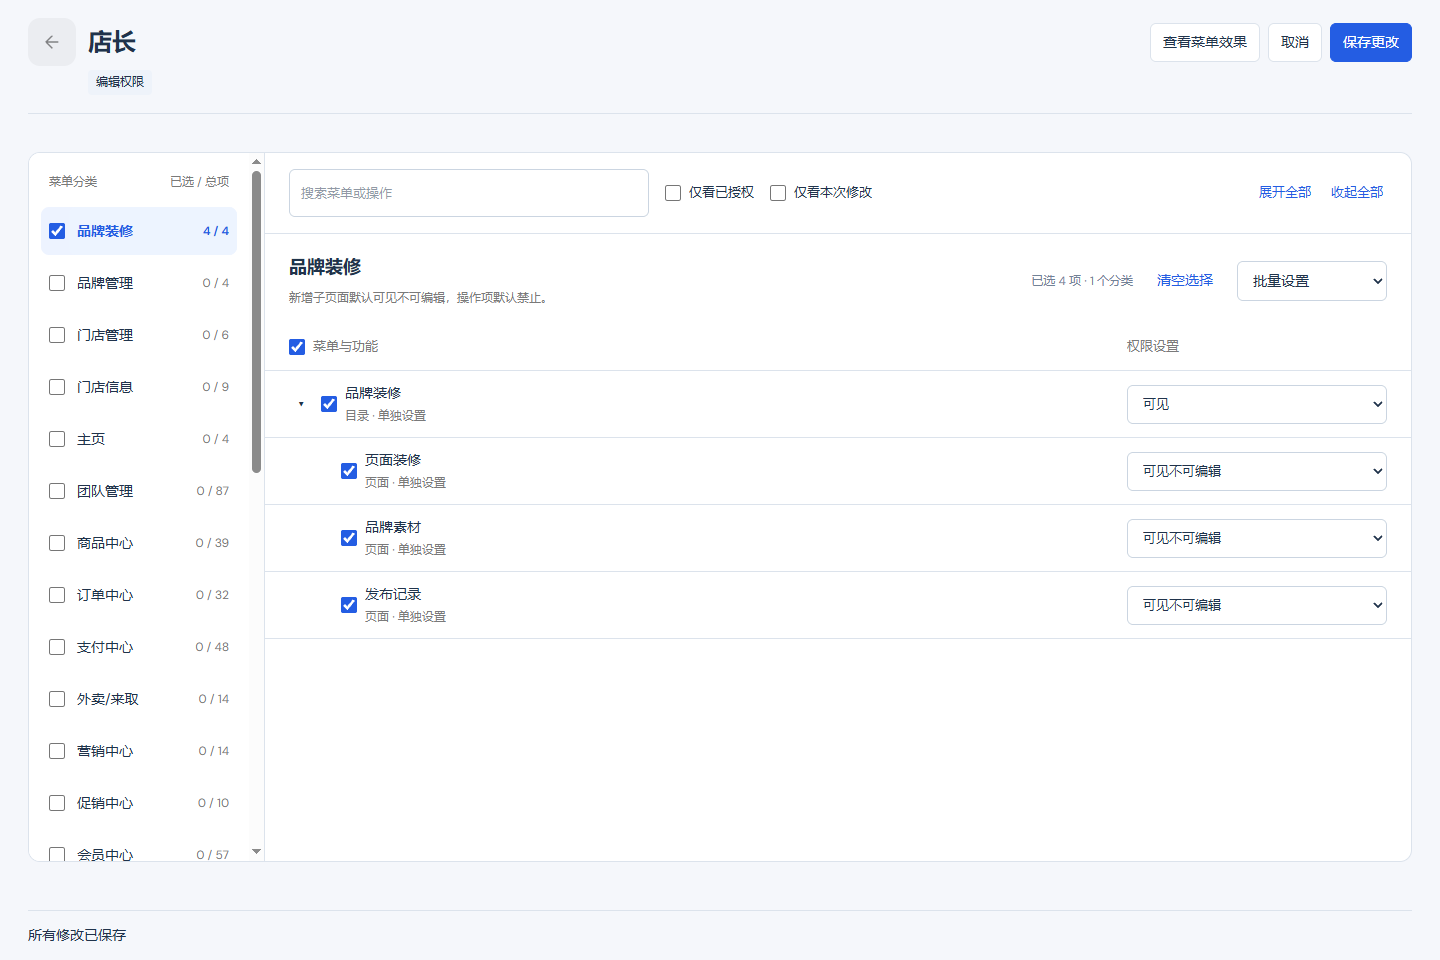 店长
编辑权限
查看菜单效果
取消
保存更改
菜单分类
已选 / 总项
品牌装修
4 / 4
品牌管理
0 / 4
门店管理
0 / 6
门店信息
0 / 9
主页
0 / 4
团队管理
0 / 87
商品中心
0 / 39
订单中心
0 / 32
支付中心
0 / 48
外卖/来取
0 / 14
营销中心
0 / 14
促销中心
0 / 10
会员中心
0 / 57
搜索菜单或操作
仅看已授权
仅看本次修改
展开全部
收起全部
品牌装修
新增子页面默认可见不可编辑，操作项默认禁止。
已选 4 项 · 1 个分类
清空选择
批量设置
菜单与功能
权限设置
品牌装修
目录 · 单独设置
可见
页面装修
页面 · 单独设置
可见不可编辑
品牌素材
页面 · 单独设置
可见不可编辑
发布记录
页面 · 单独设置
可见不可编辑
所有修改已保存